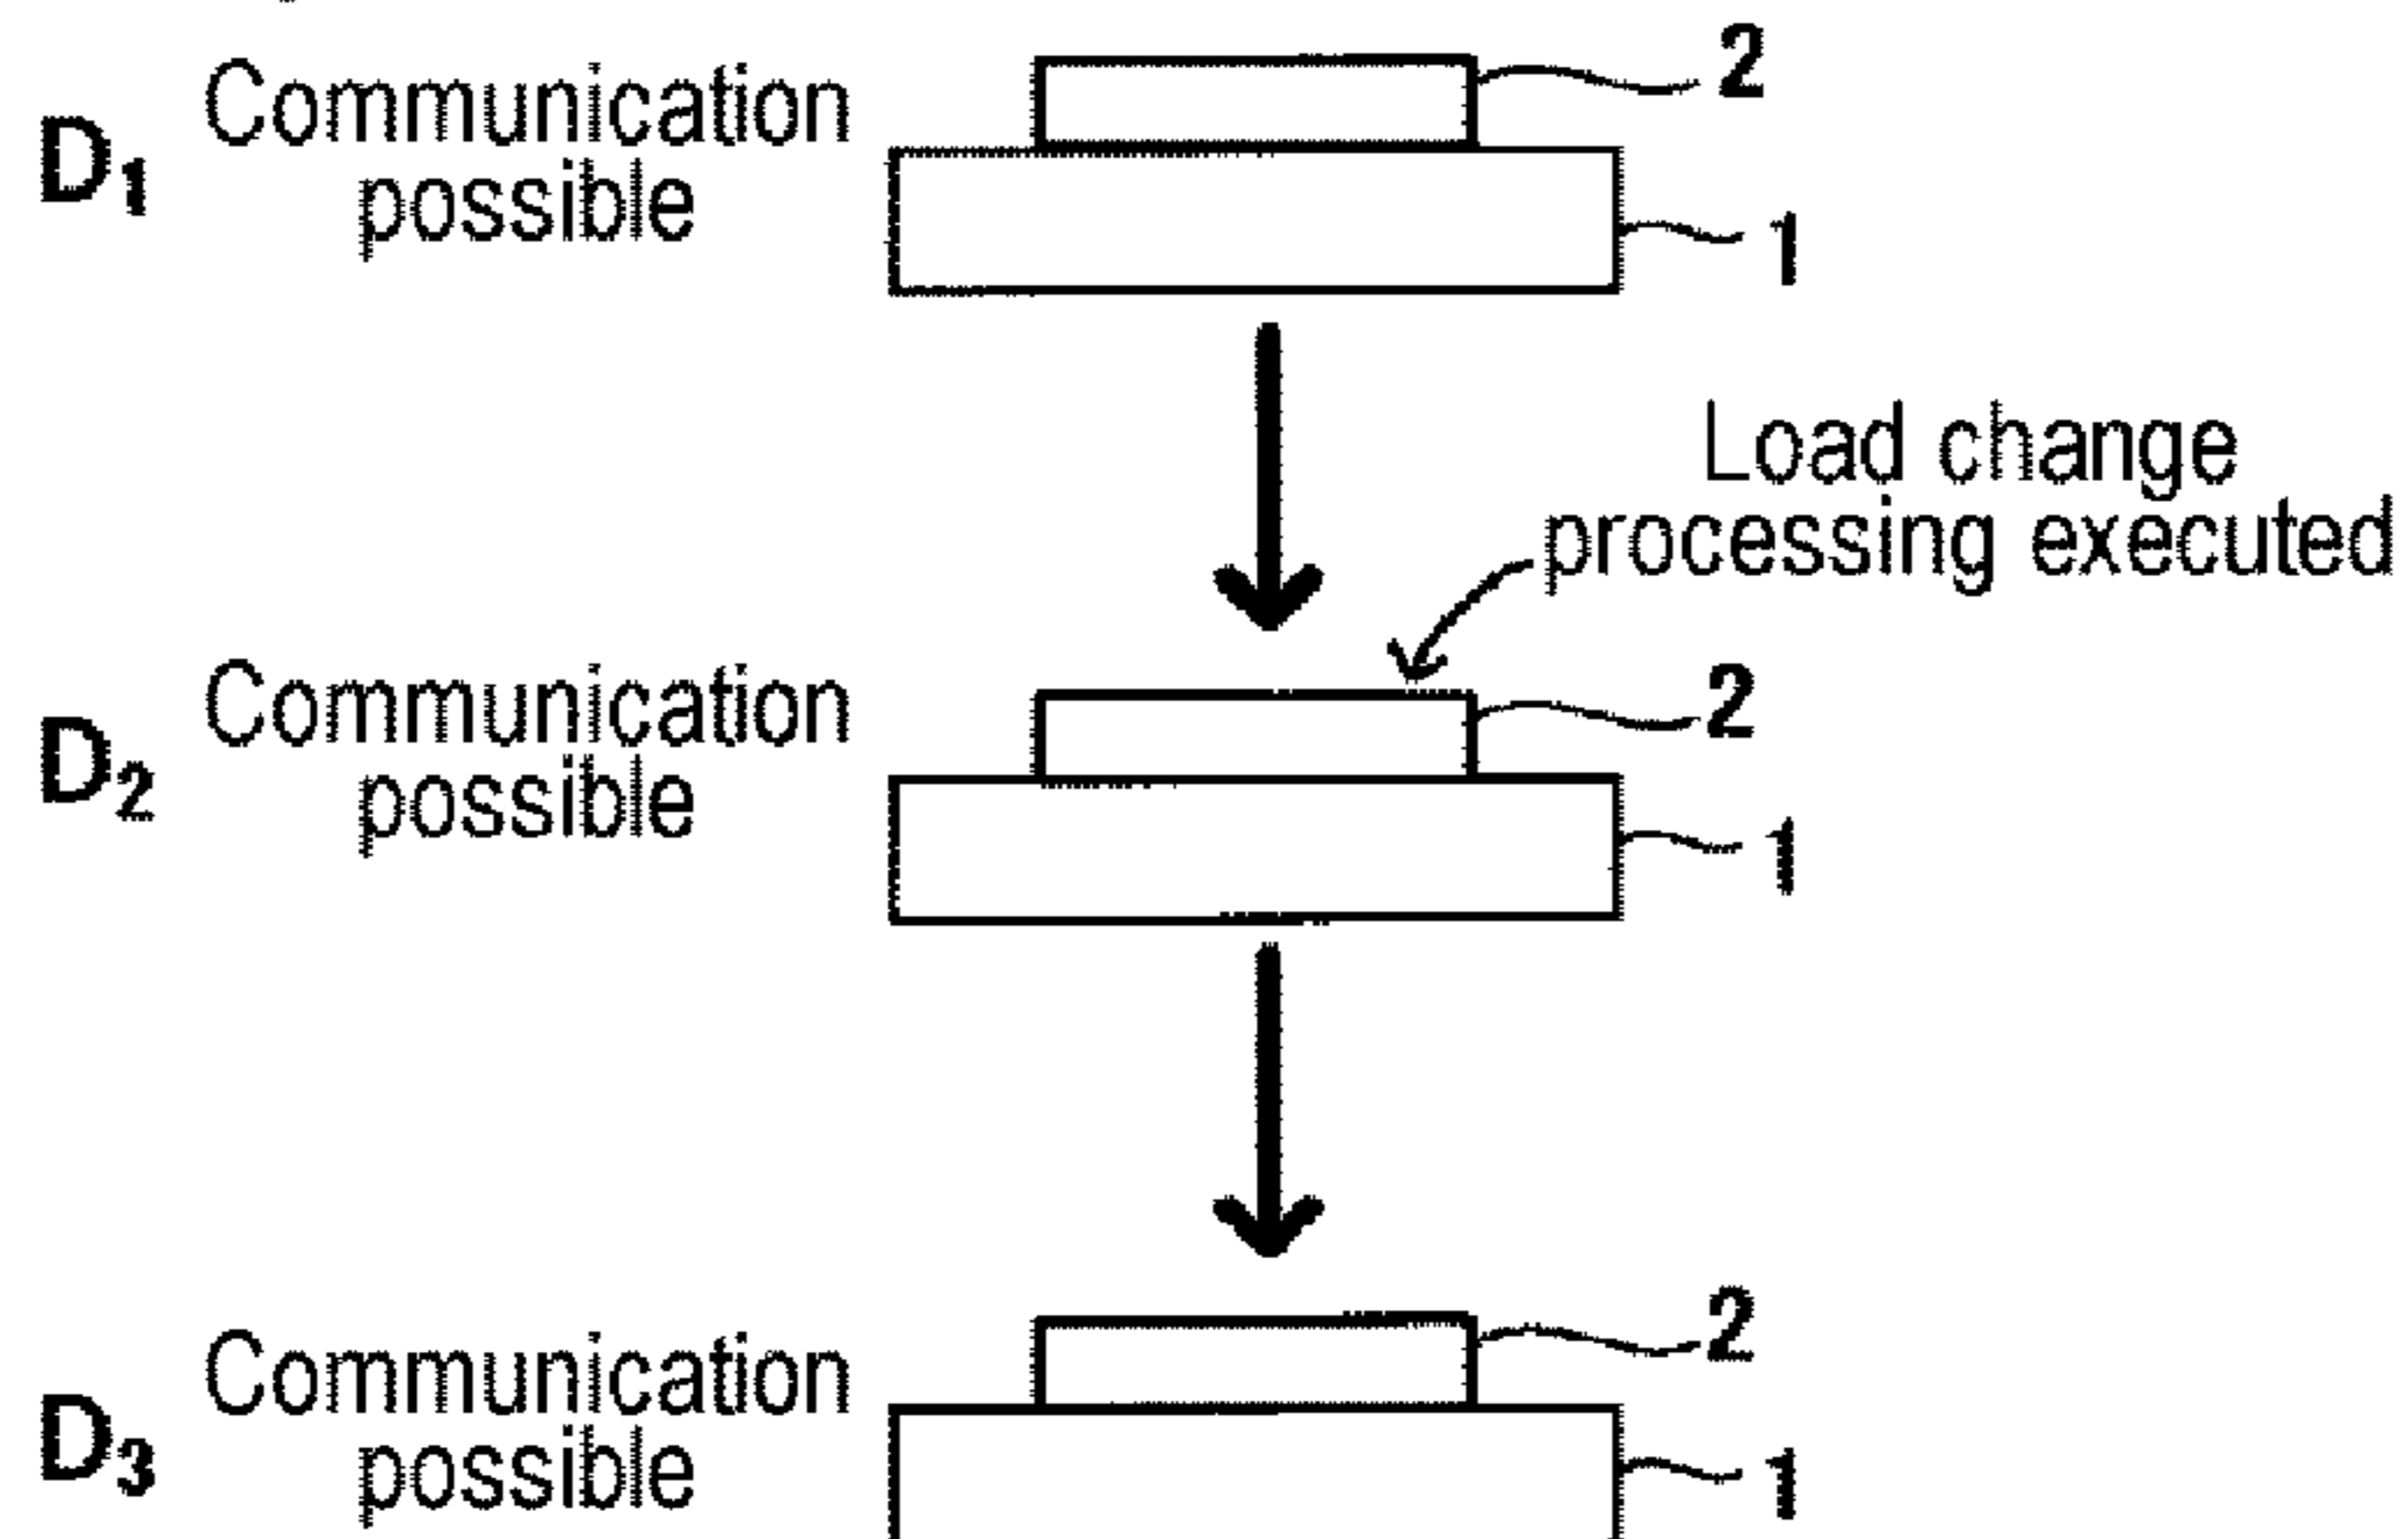 Communication
possible
D1
2
1
Load change
processing executed
Communication
possible
D2
2
1
Communication
possible
D3
2
1